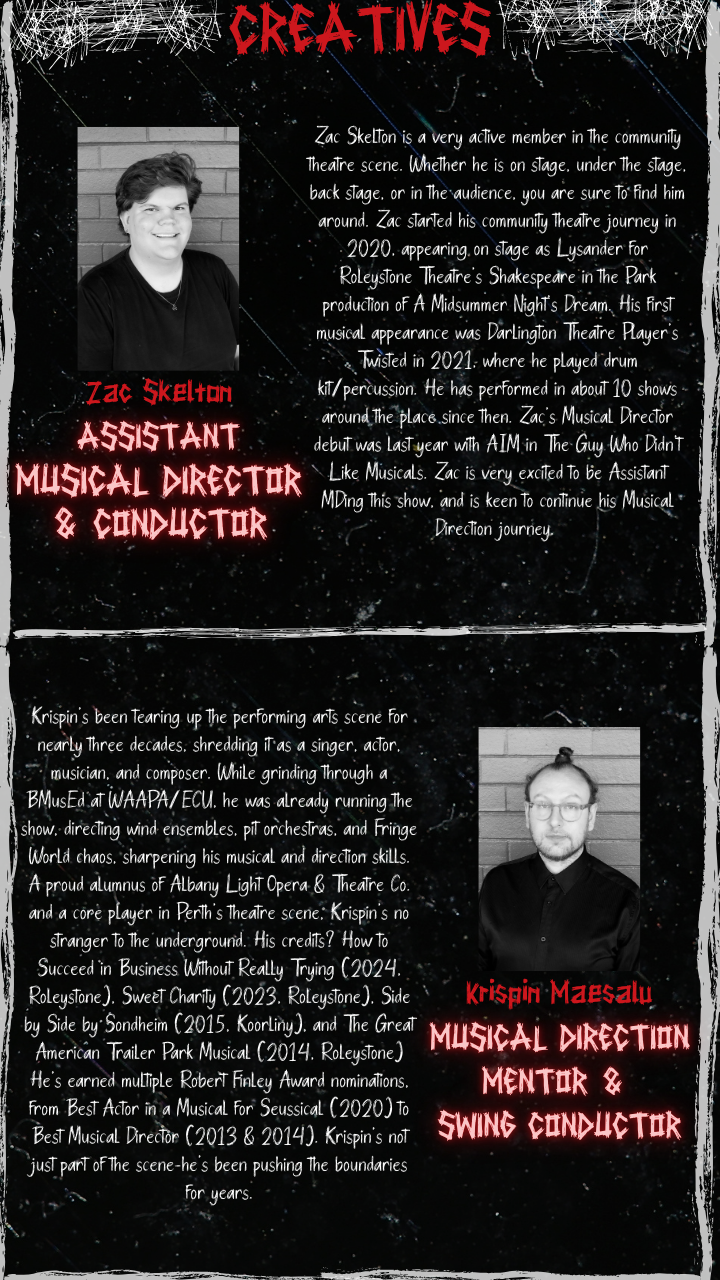 CREATIVES
Zac Skelton is a very active member in the community
theatre scene. Whether he is on stage, under the stage,
back stage, or in the audience, you are sure to find him
around. Zac started his community theatre journey in
2020, appearing on stage as Lysander for
Roleystone Theatre's Shakespeare in the Park
production of A Midsummer Night's Dream. His first
musical appearance was Darlington Theatre Player's
Twisted in 2021, where he played drum
kit/percussion. He has performed in about 10 shows
around the place since then. Zac's Musical Director
debut was last year with AIM in The Guy Who Didn't
Like Musicals. Zac is very excited to be Assistant
MDing this show, and is keen to continue his Musical
Direction journey.
Zac Skelton
ASSISTANT
MUSICAL DIRECTOR
& CONDUCTOR
Krispin's been tearing up the performing arts scene for
nearly three decades, shredding it as a singer, actor,
musician, and composer. While grinding through a
BMusEd at WAAPA/ECU, he was already running the
show, directing wind ensembles, pit orchestras, and Fringe
World chaos, sharpening his musical and direction skills.
A proud alumnus of Albany Light Opera & Theatre Co.
and a core player in Perth's theatre scene, Krispin's no
stranger to the underground. His credits? How to
Succeed in Business Without Really Trying (2024,
Roleystone), Sweet Charity (2023, Roleystone), Side
by Side by Sondheim (2015, Koorliny), and The Great
American Trailer Park Musical (2014, Roleystone)
He's earned multiple Robert Finley Award nominations,
from Best Actor in a Musical for Seussical (2020) to
Best Musical Director (2013 & 2014). Krispin's not
just part of the scene-he's been pushing the boundaries
for years.
Krispin Maesalu
MUSICAL DIRECTION
MENTOR &
SWING CONDUCTOR